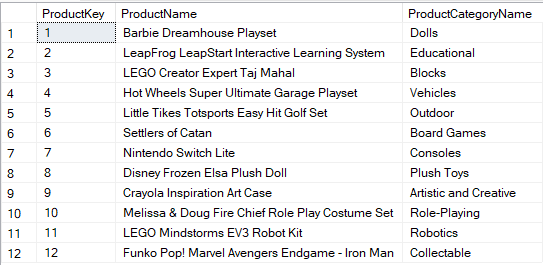 ProductKey ProductName ProductCategoryName
1 1 Barbie Dreamhouse Playset Dolls
2 2 LeapFrog LeapStart Interactive Learning System Educational
3 3 LEGO Creator Expert Taj Mahal Blocks
4 4 Hot Wheels Super Ultimate Garage Playset Vehicles
5 5 Little Tikes Totsports Easy Hit Golf Set Outdoor
6 6 Settlers of Catan Board Games
7 7 Nintendo Switch Lite Consoles
8 8 Disney Frozen Elsa Plush Doll Plush Toys
9 9 Crayola Inspiration Art Case Artistic and Creative
10 10 Melissa & Doug Fire Chief Role Play Costume Set Role-Playing
11 11 LEGO Mindstorms EV3 Robot Kit Robotics
12 12 Funko Pop! Marvel Avengers Endgame - Iron Man Collectable